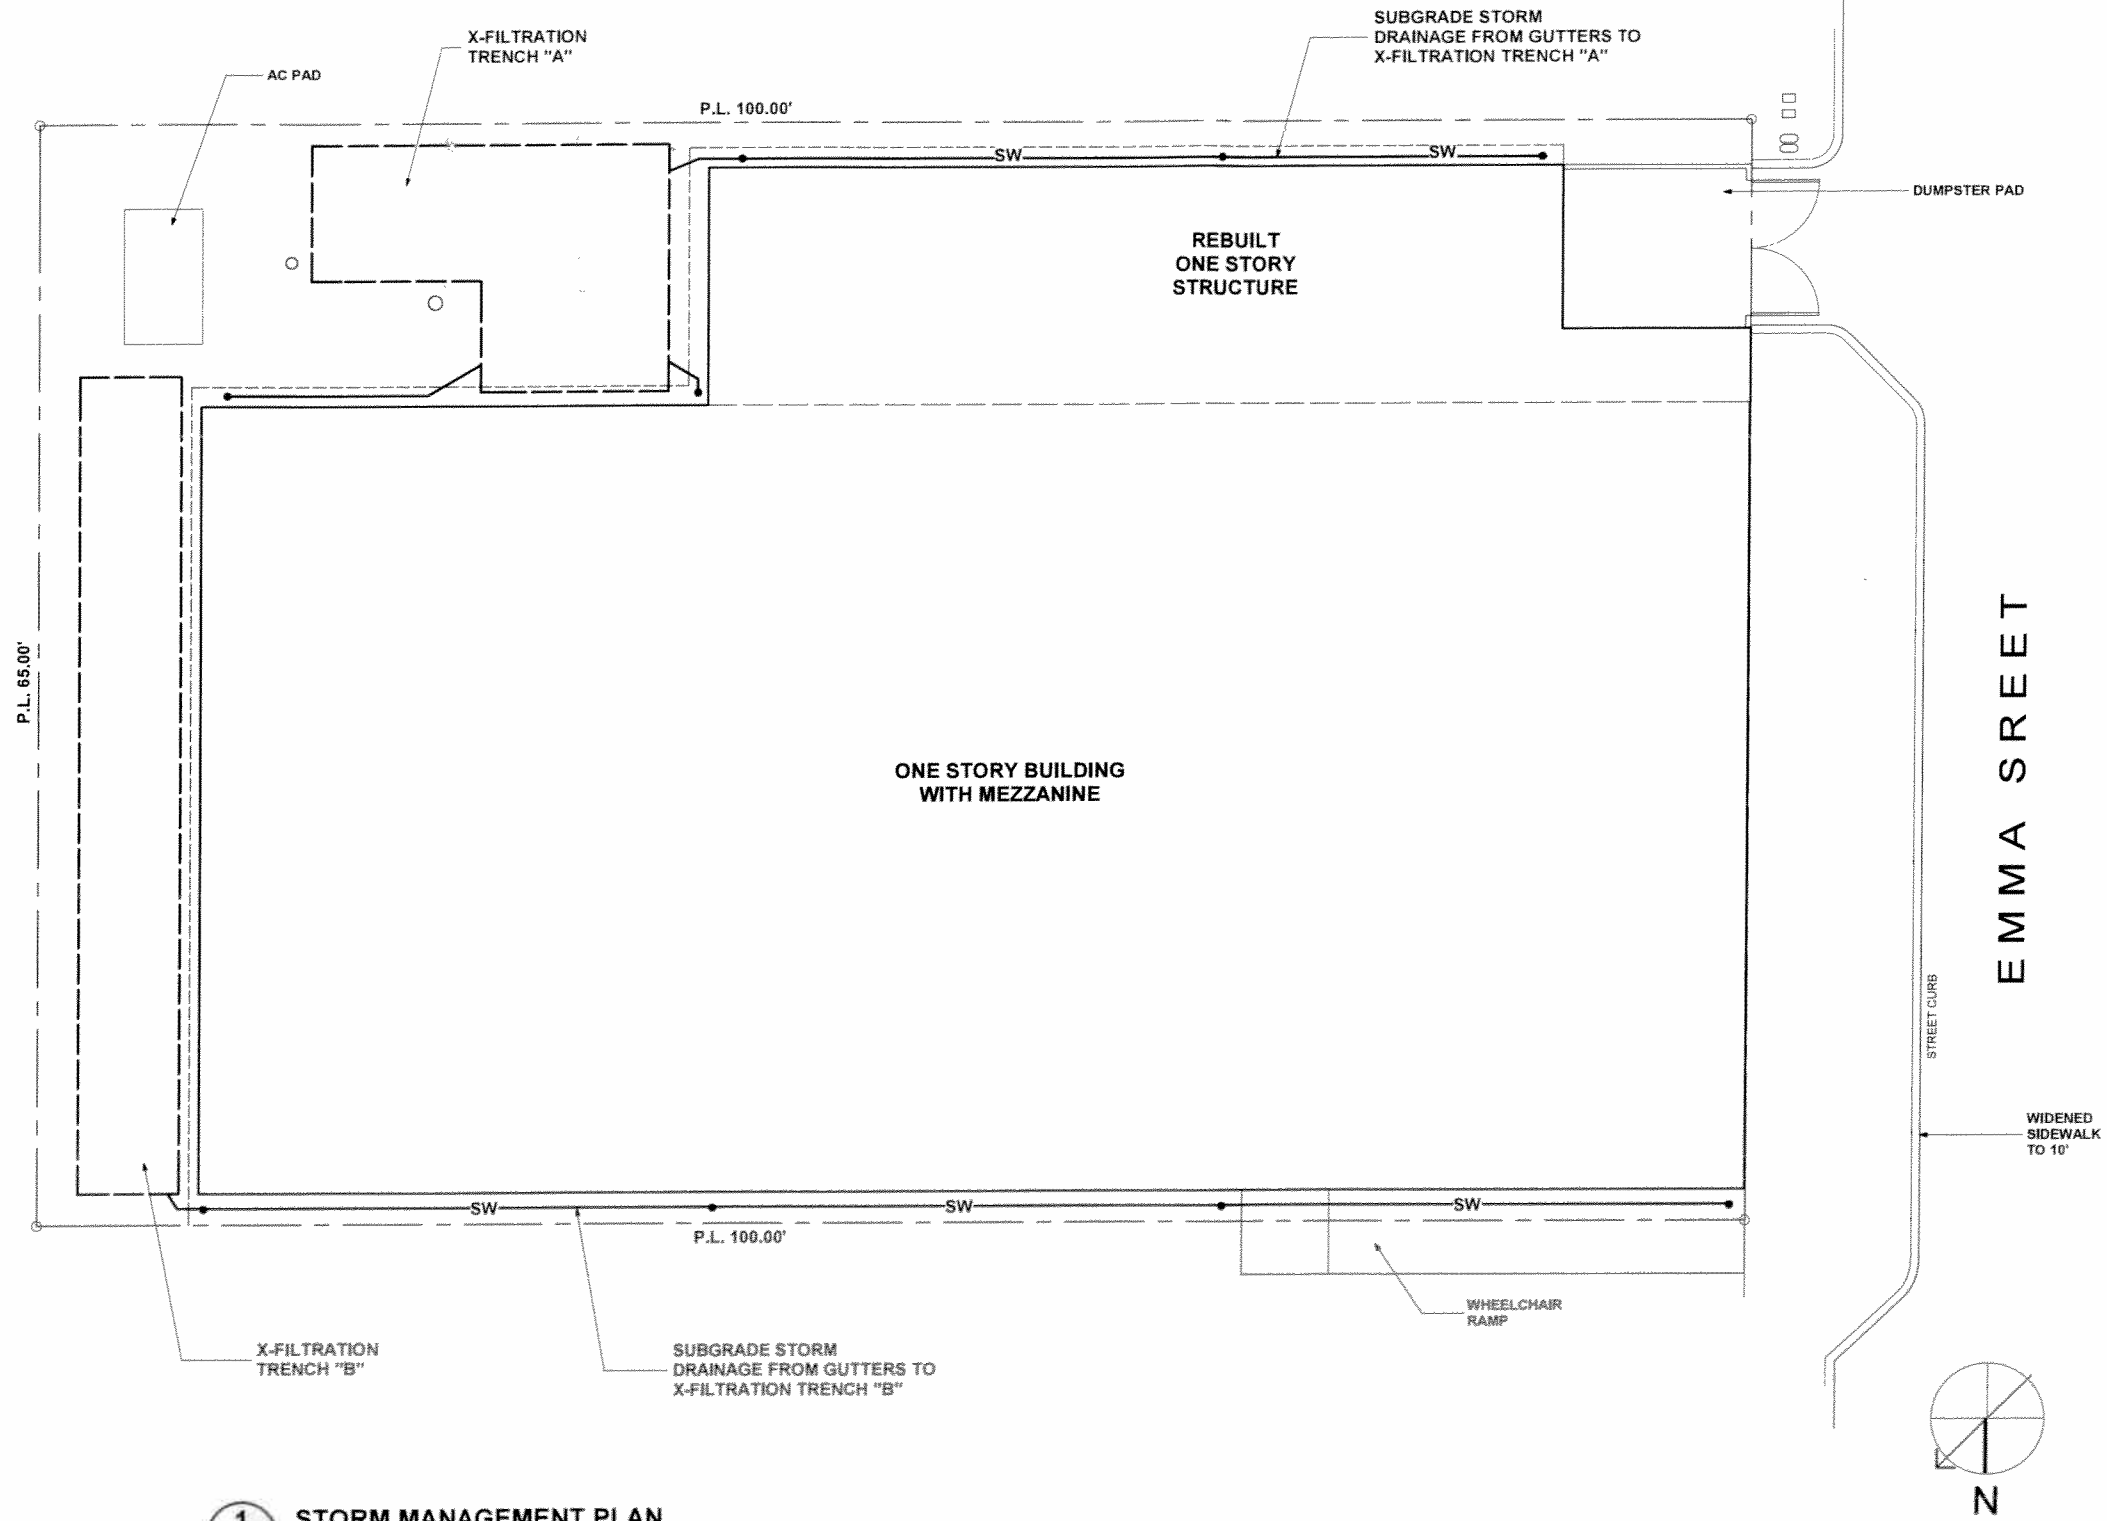 SUBGRADE STORM
DRAINAGE FROM GUTTERS TO
X-FILTRATION TRENCH "A"
X-FILTRATION
TRENCH "A"
AC PAD
P.L. 100.00'
SW
SW
DUMPSTER PAD
REBUILT
ONE STORY
STRUCTURE
P.L. 65.00'
ONE STORY BUILDING
WITH MEZZANINE
EMMA SREET
STREET CURB
WIDENED
SIDEWALK
TO 10'
SW
SW
SW
P.L. 100.00'
WHEELCHAIR
RAMP
X-FILTRATION
TRENCH "B"
SUBGRADE STORM
DRAINAGE FROM GUTTERS TO
X-FILTRATION TRENCH "B"
N
1
STORM MANAGEMENT PLAN